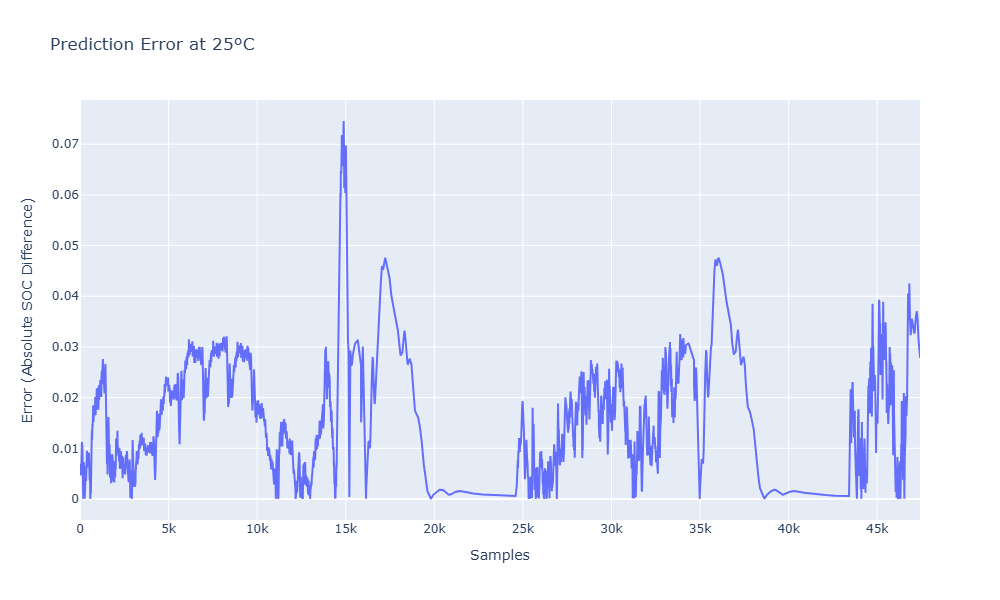 Prediction Error at 25ºC
Error (Absolute SOC Difference)
0.07
0.06
0.05
0.04
0.03
0.02
0.01
0
0 5k 10k 15k 20k 25k 30k 35k 40k 45k
Samples